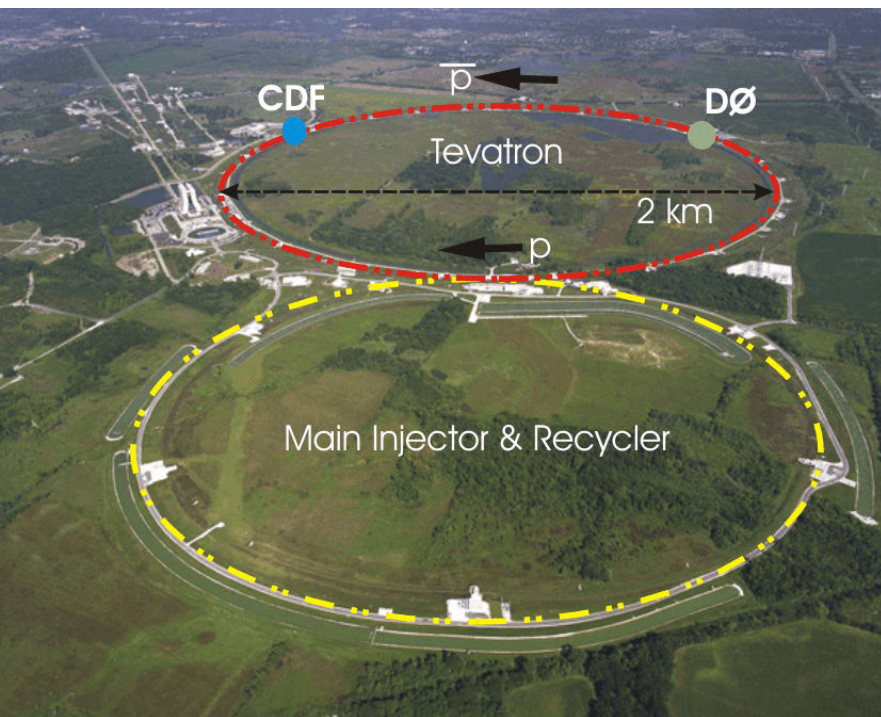 p̅
CDF
DØ
Tevatron
2 km
p
Main Injector & Recycler